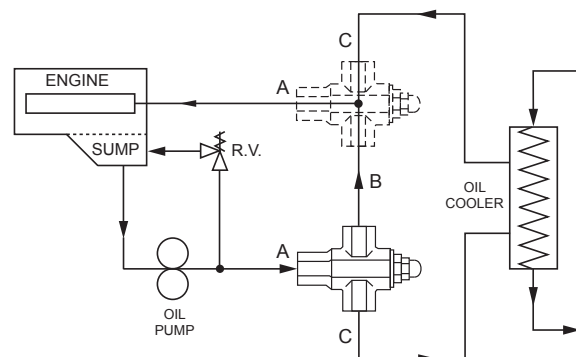 C
ENGINE
A
SUMP
R.V.
B
OIL
COOLER
A
OIL
PUMP
C